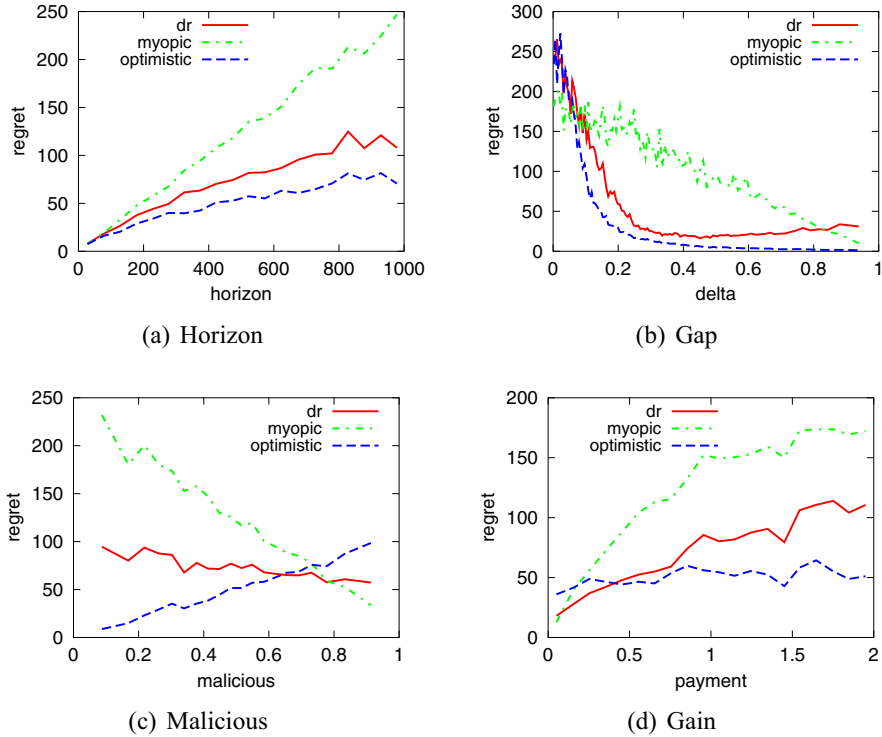 250
200
150
100
50
0
regret
dr
myopic
optimistic
0 200 400 600 800 1000
horizon
(a) Horizon
300
250
200
150
100
50
0
regret
dr
myopic
optimistic
0 0.2 0.4 0.6 0.8 1
delta
(b) Gap
250
200
150
100
50
0
regret
dr
myopic
optimistic
0 0.2 0.4 0.6 0.8 1
malicious
(c) Malicious
200
150
100
50
0
regret
dr
myopic
optimistic
0 0.5 1 1.5 2
payment
(d) Gain